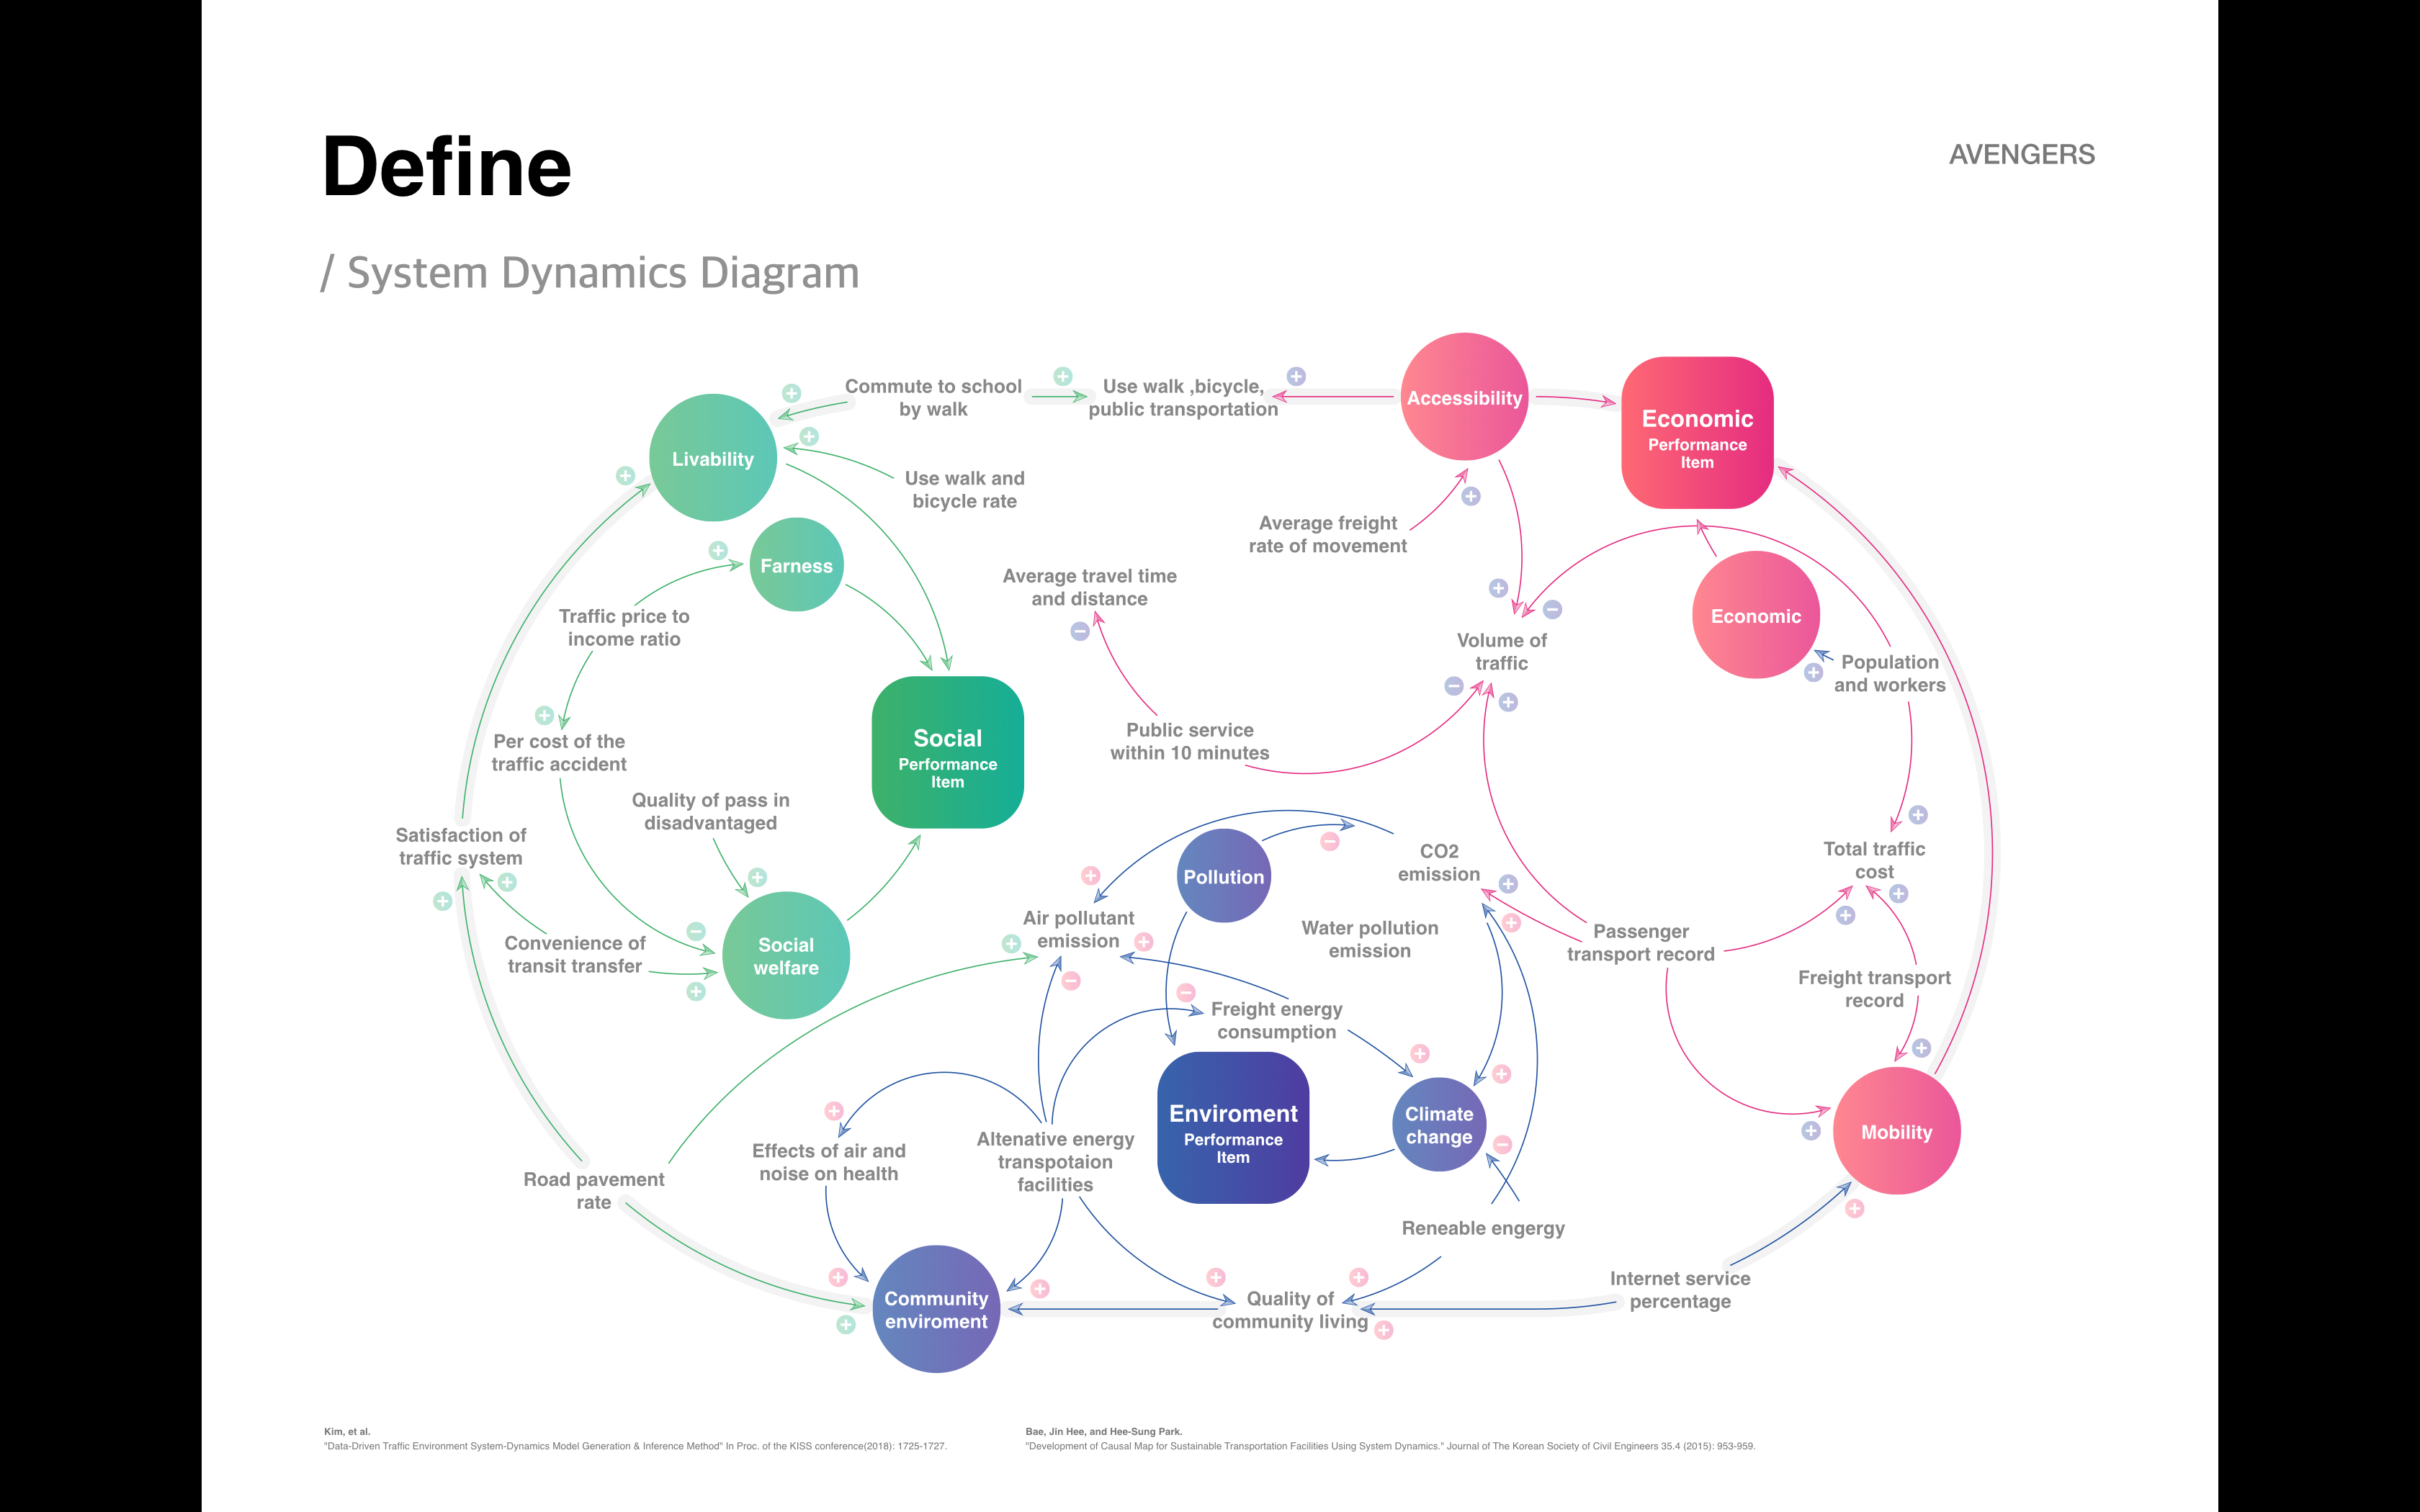 Define
AVENGERS
/ System Dynamics Diagram
Commute to school
by walk
Use walk ,bicycle,
public transportation
Accessibility
Economic
Performance
Item
Livability
Use walk and
bicycle rate
Average freight
rate of movement
Farness
Average travel time
and distance
Traffic price to
income ratio
Economic
Volume of
traffic
Population
and workers
Per cost of the
traffic accident
Social
Performance
Item
Public service
within 10 minutes
Quality of pass in
disadvantaged
Satisfaction of
traffic system
Pollution
CO2
emission
Total traffic
cost
Air pollutant
emission
Water pollution
emission
Passenger
transport record
Convenience of
transit transfer
Social
welfare
Freight transport
record
Freight energy
consumption
Enviroment
Performance
Item
Climate
change
Mobility
Effects of air and
noise on health
Altenative energy
transpotaion
facilities
Road pavement
rate
Reneable engergy
Internet service
percentage
Community
enviroment
Quality of
community living
Kim, et al.
"Data-Driven Traffic Environment System-Dynamics Model Generation & Inference Method" In Proc. of the KISS conference(2018): 1725-1727.
Bae, Jin Hee, and Hee-Sung Park.
"Development of Causal Map for Sustainable Transportation Facilities Using System Dynamics." Journal of The Korean Society of Civil Engineers 35.4 (2015): 953-959.